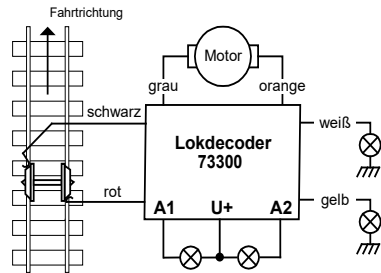 Fahrtrichtung
Motor
grau
orange
schwarz
weiß
Lokdecoder
73300
rot
gelb
A1 U+ A2